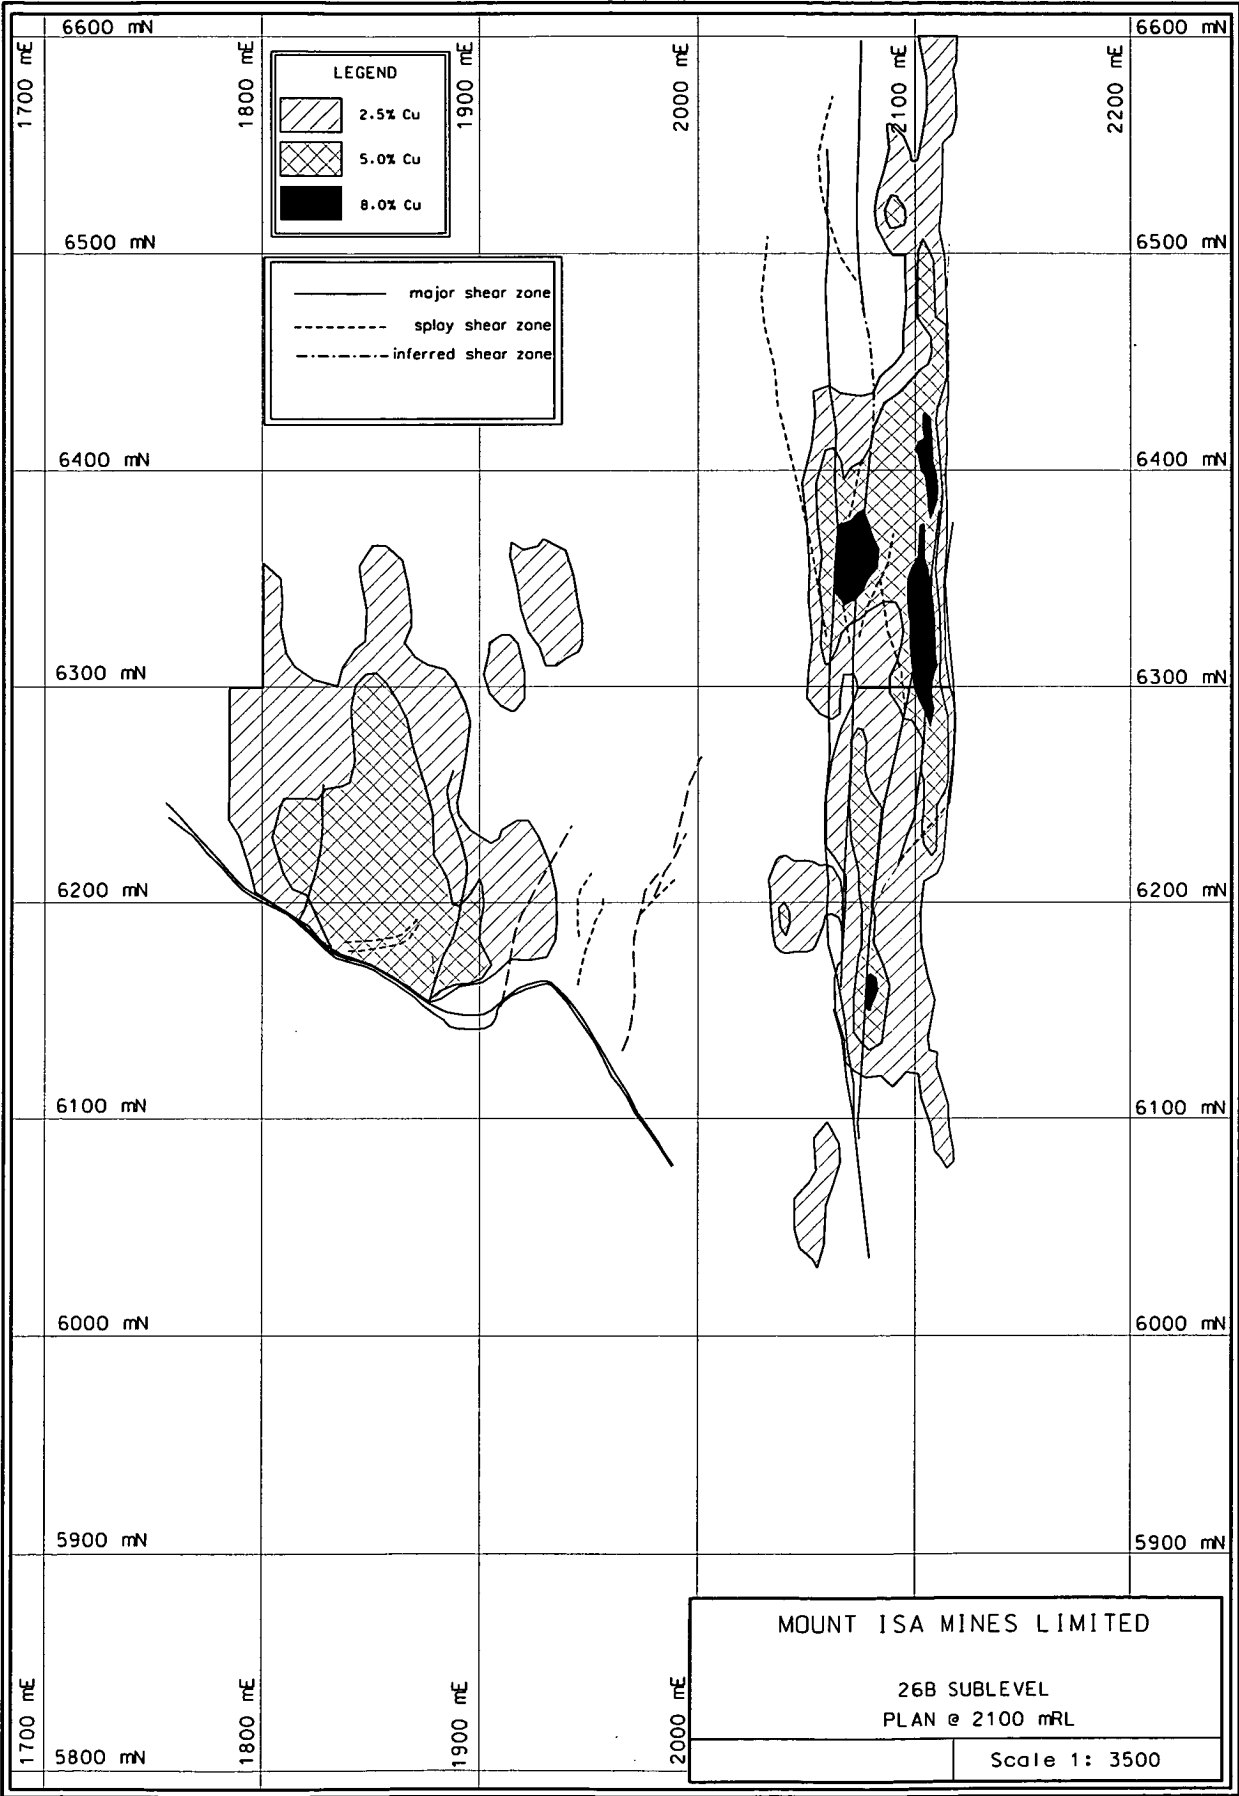 6600 mN
6600 mN
1700 mE
1800 mE
1900 mE
2000 mE
2100 mE
2200 mE
LEGEND
2.5% Cu
5.0% Cu
8.0% Cu
6500 mN
6500 mN
major shear zone
splay shear zone
inferred shear zone
6400 mN
6400 mN
6300 mN
6300 mN
6200 mN
6200 mN
6100 mN
6100 mN
6000 mN
6000 mN
5900 mN
5900 mN
1700 mE
1800 mE
1900 mE
2000 mE
5800 mN
MOUNT ISA MINES LIMITED
26B SUBLEVEL
PLAN @ 2100 mRL
Scale 1: 3500